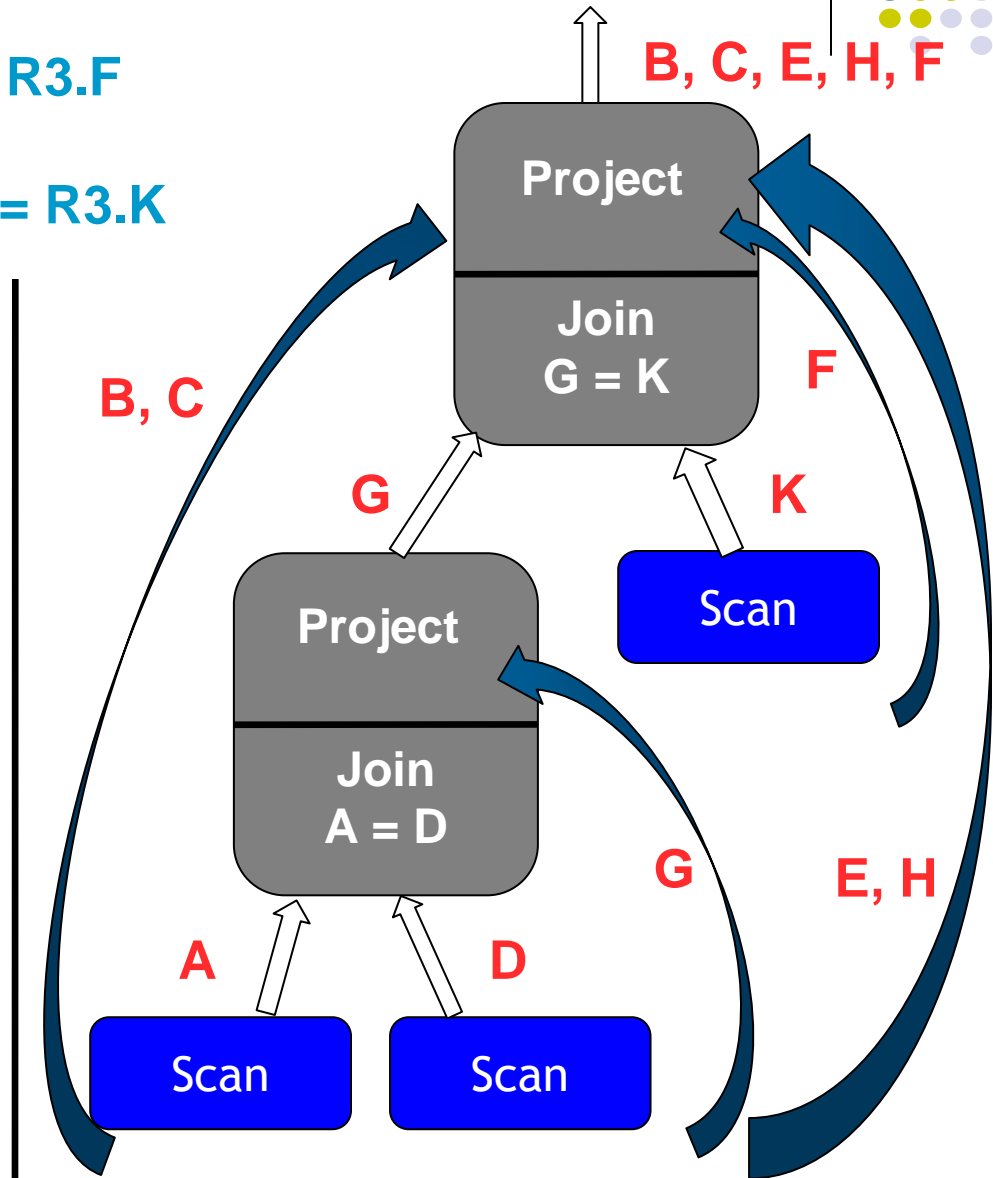 R3.F
B, C, E, H, F
= R3.K
Project
Join
G = K
B, C
F
G
K
Scan
Project
Join
A = D
G
E, H
A
D
Scan
Scan